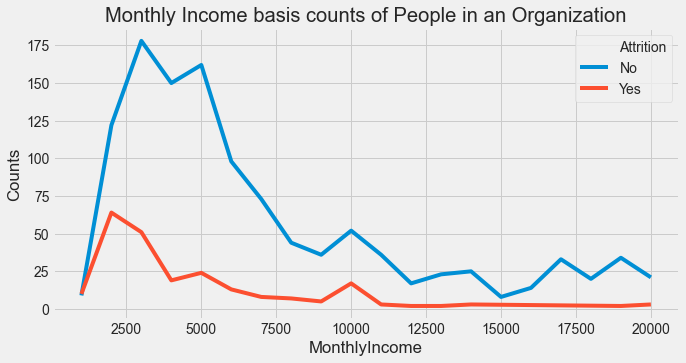 Monthly Income basis counts of People in an Organization
Attrition
No
Yes
Counts
175
150
125
100
75
50
25
0
2500 5000 7500 10000 12500 15000 17500 20000
MonthlyIncome